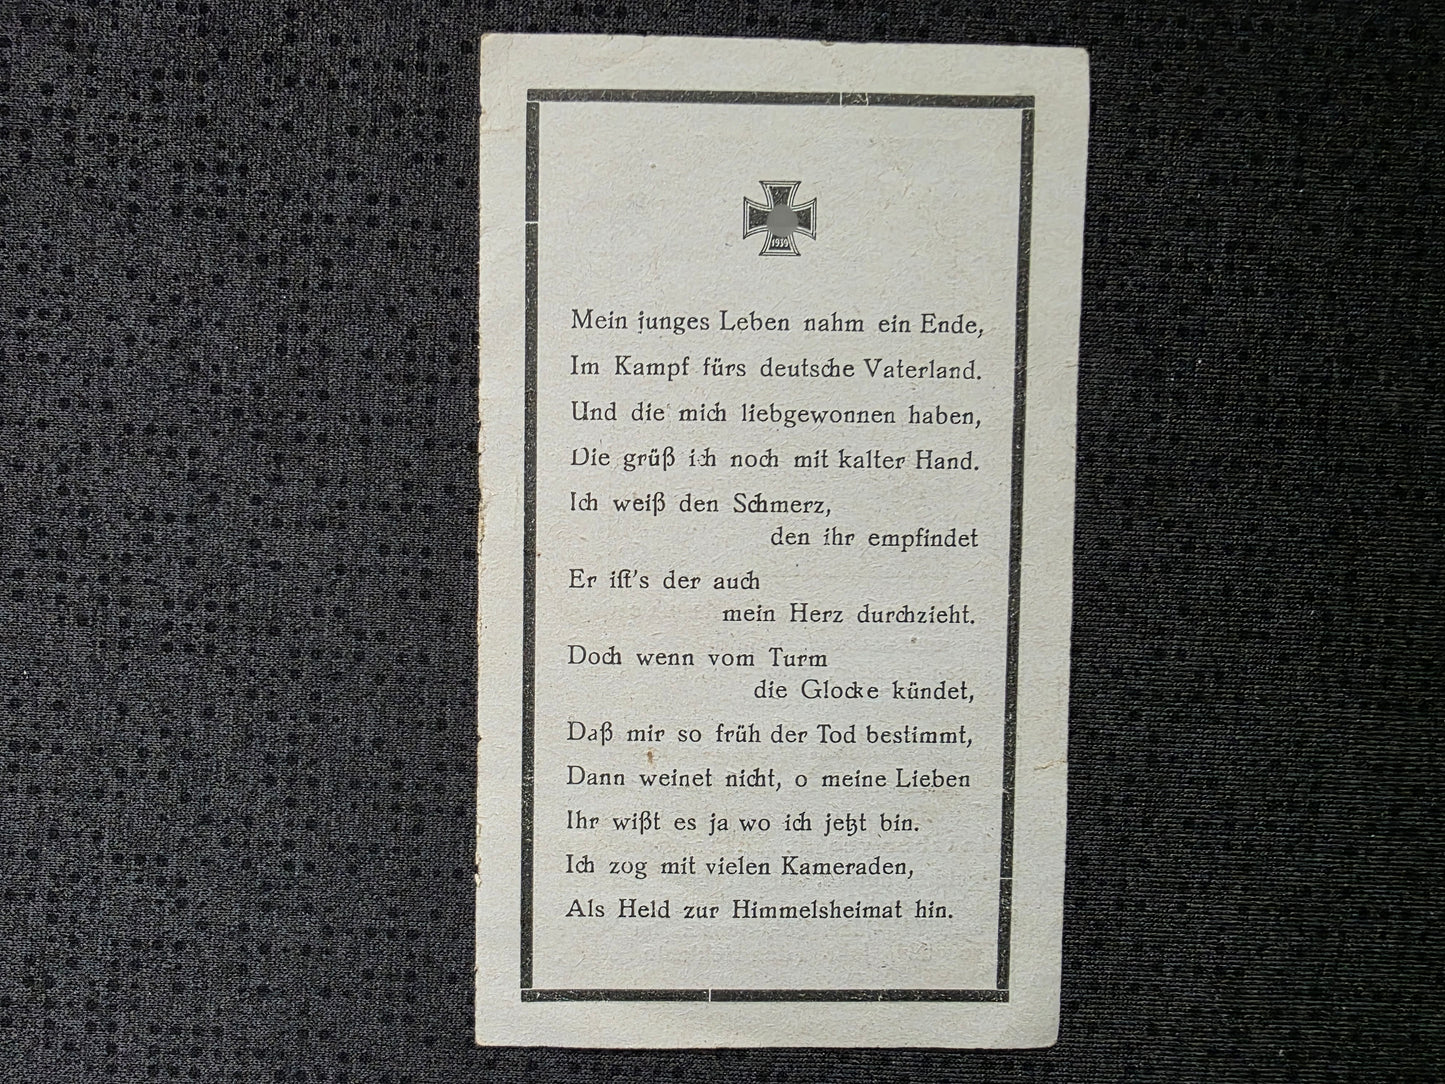 1939
Mein junges Leben nahm ein Ende,
Im Kampf fürs deutsche Vaterland.
Und die mich liebgewonnen haben,
Die grüß ich noch mit kalter Hand.
Ich weiß den Schmerz,
den ihr empfindet
Er iſt's der auch
mein Herz durchzieht.
Doch wenn vom Turm
die Glocke kündet,
Daß mir so früh der Tod bestimmt,
Dann weinet nicht, o meine Lieben
Ihr wißt es ja wo ich jetzt bin.
Ich zog mit vielen Kameraden,
Als Held zur Himmelsheimat hin.